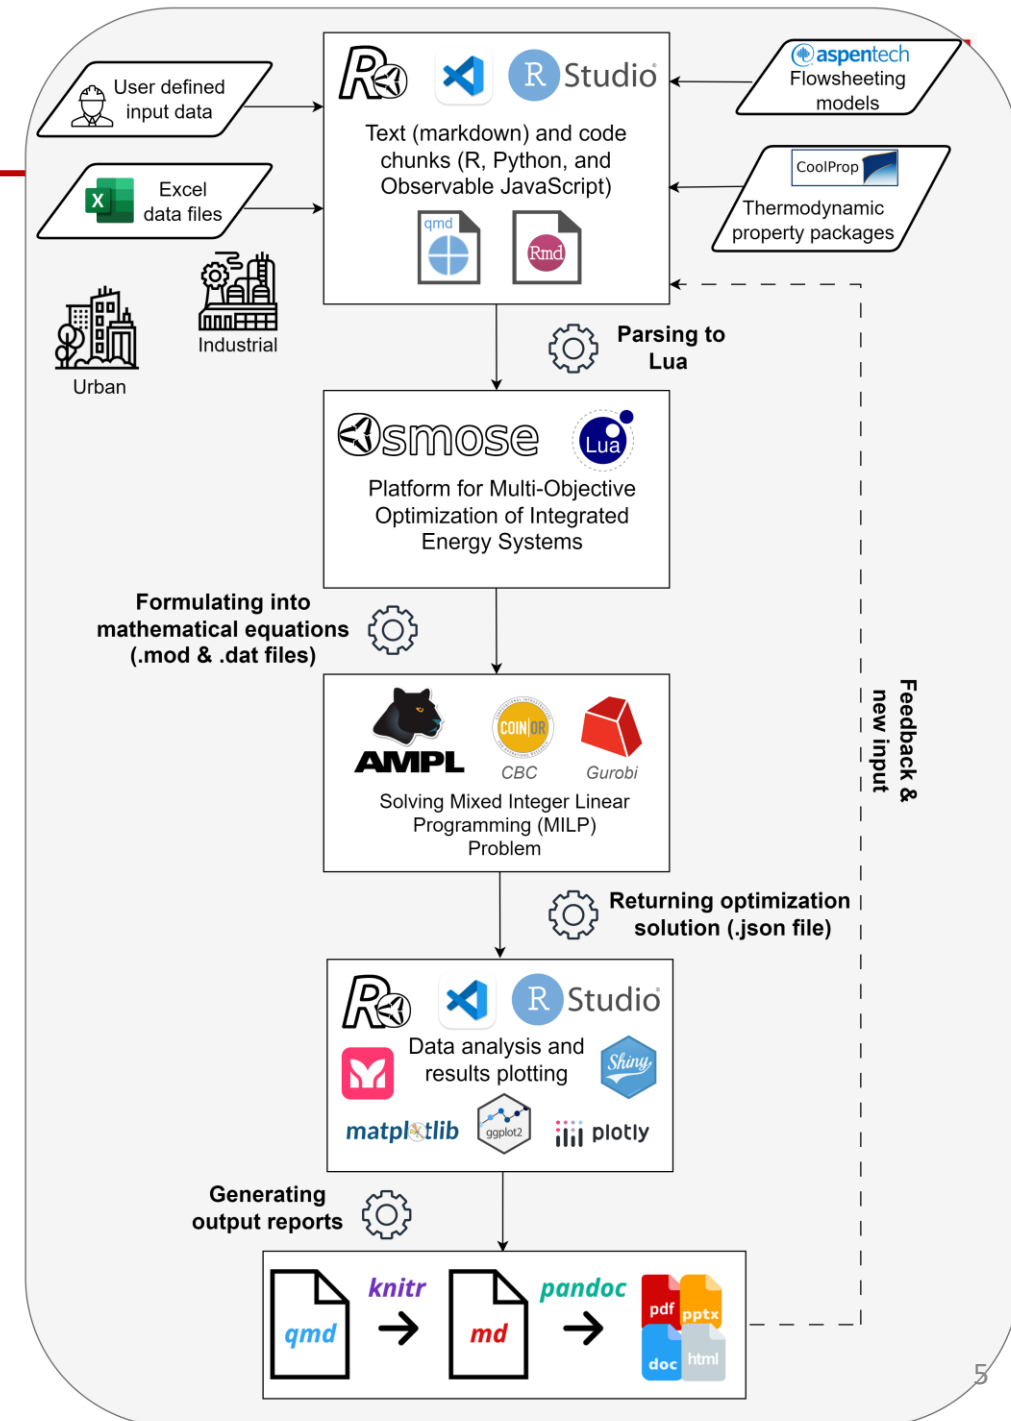 User defined
input data
Excel
data files
Urban
Industrial
R
R Studio
Text (markdown) and code
chunks (R, Python, and
Observable JavaScript)
qmd
Rmd
aspentech
Flowsheeting
models
CoolProp
Thermodynamic
property packages
Parsing to
Lua
Osmose
Lua
Platform for Multi-Objective
Optimization of Integrated
Energy Systems
Formulating into
mathematical equations
(.mod & .dat files)
AMPL
COIN|OR
CBC
Gurobi
Solving Mixed Integer Linear
Programming (MILP)
Problem
Feedback &
new input
Returning optimization
solution (.json file)
R
R Studio
Data analysis and
results plotting
Shiny
matplotlib
ggplot2
plotly
Generating
output reports
qmd
knitr
md
pandoc
pdf
pptx
doc
html
5